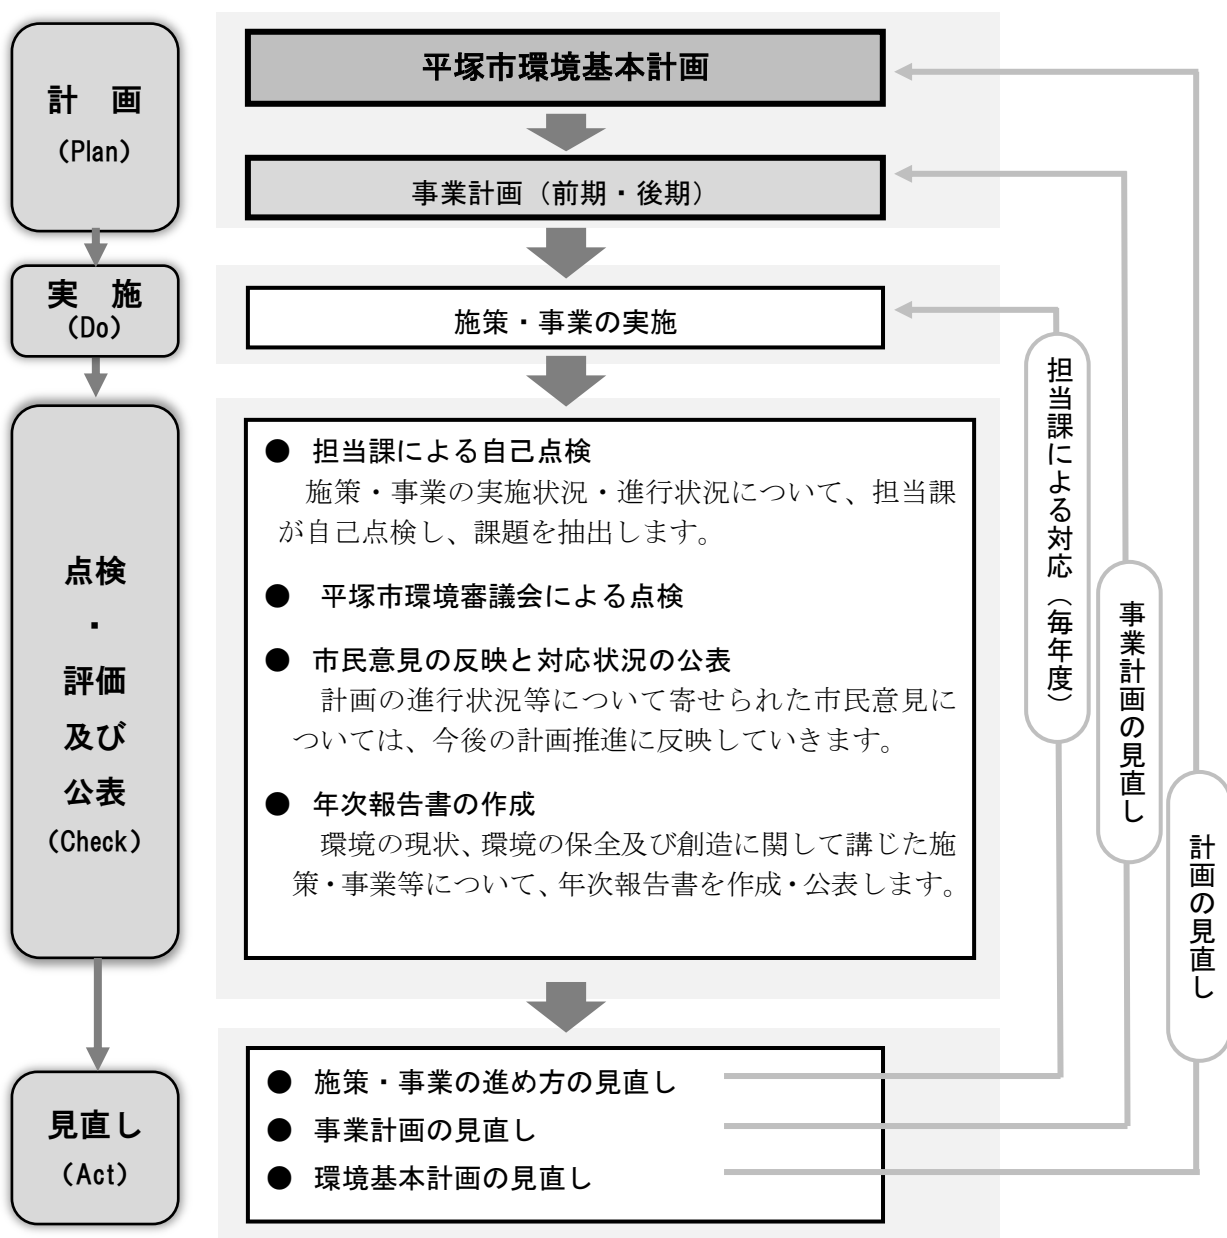 計　画
（Plan）
平塚市環境基本計画
事業計画（前期・後期）
実　施
（Do）
施策・事業の実施
点検
・
評価
及び
公表
（Check）
● 担当課による自己点検
施策・事業の実施状況・進行状況について、担当課
が自己点検し、課題を抽出します。
● 平塚市環境審議会による点検
● 市民意見の反映と対応状況の公表
計画の進行状況等について寄せられた市民意見に
ついては、今後の計画推進に反映していきます。
● 年次報告書の作成
環境の現状、環境の保全及び創造に関して講じた施
策・事業等について、年次報告書を作成・公表します。
見直し
（Act）
● 施策・事業の進め方の見直し
● 事業計画の見直し
● 環境基本計画の見直し
担当課による対応（毎年度）
事業計画の見直し
計画の見直し